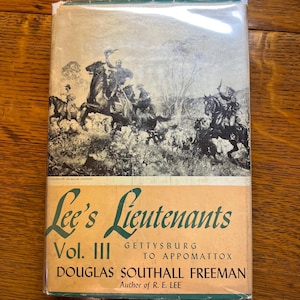 Lee's Lieutenants
Vol. III GETTYSBURG
TO APPOMATTOX
DOUGLAS SOUTHALL FREEMAN
Author of R. E. LEE